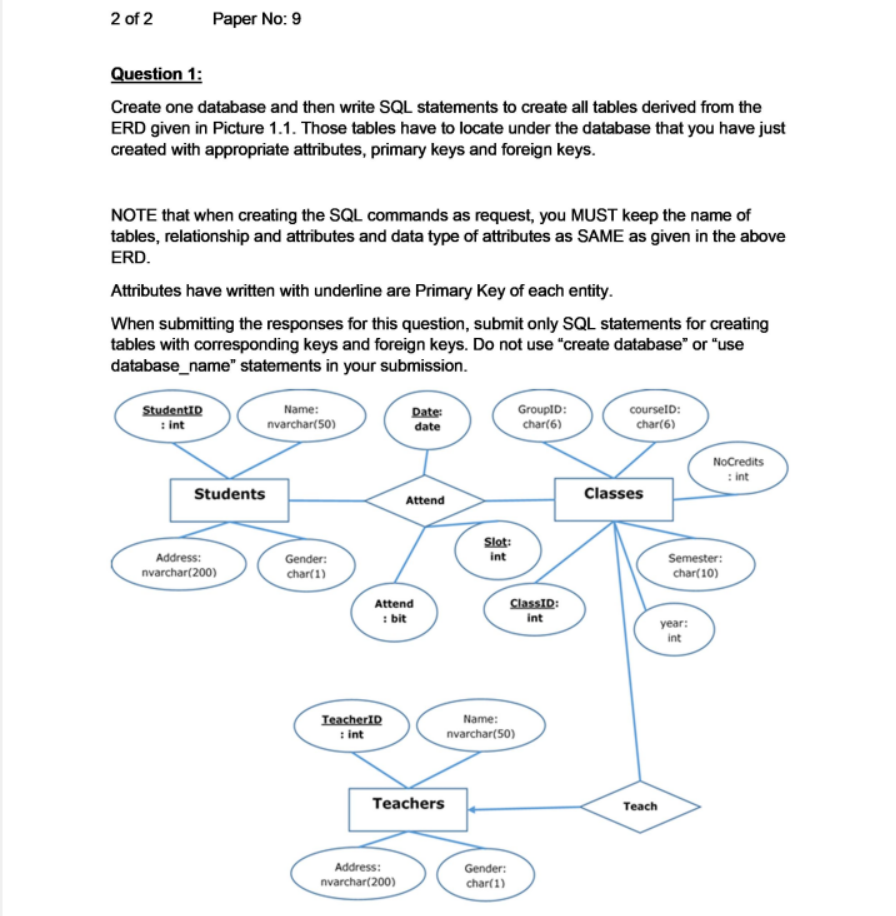 2 of 2 Paper No: 9
Question 1:
Create one database and then write SQL statements to create all tables derived from the
ERD given in Picture 1.1. Those tables have to locate under the database that you have just
created with appropriate attributes, primary keys and foreign keys.
NOTE that when creating the SQL commands as request, you MUST keep the name of
tables, relationship and attributes and data type of attributes as SAME as given in the above
ERD.
Attributes have written with underline are Primary Key of each entity.
When submitting the responses for this question, submit only SQL statements for creating
tables with corresponding keys and foreign keys. Do not use "create database" or "use
database_name" statements in your submission.
StudentID
: int
Name:
nvarchar(50)
Date:
date
GroupID:
char(6)
courseID:
char(6)
NoCredits
: int
Students
Attend
Classes
Address:
nvarchar(200)
Gender:
char(1)
Slot:
int
Semester:
char(10)
Attend
: bit
ClassID:
int
year:
int
TeacherID
: int
Name:
nvarchar(50)
Teachers
Teach
Address:
nvarchar(200)
Gender:
char(1)